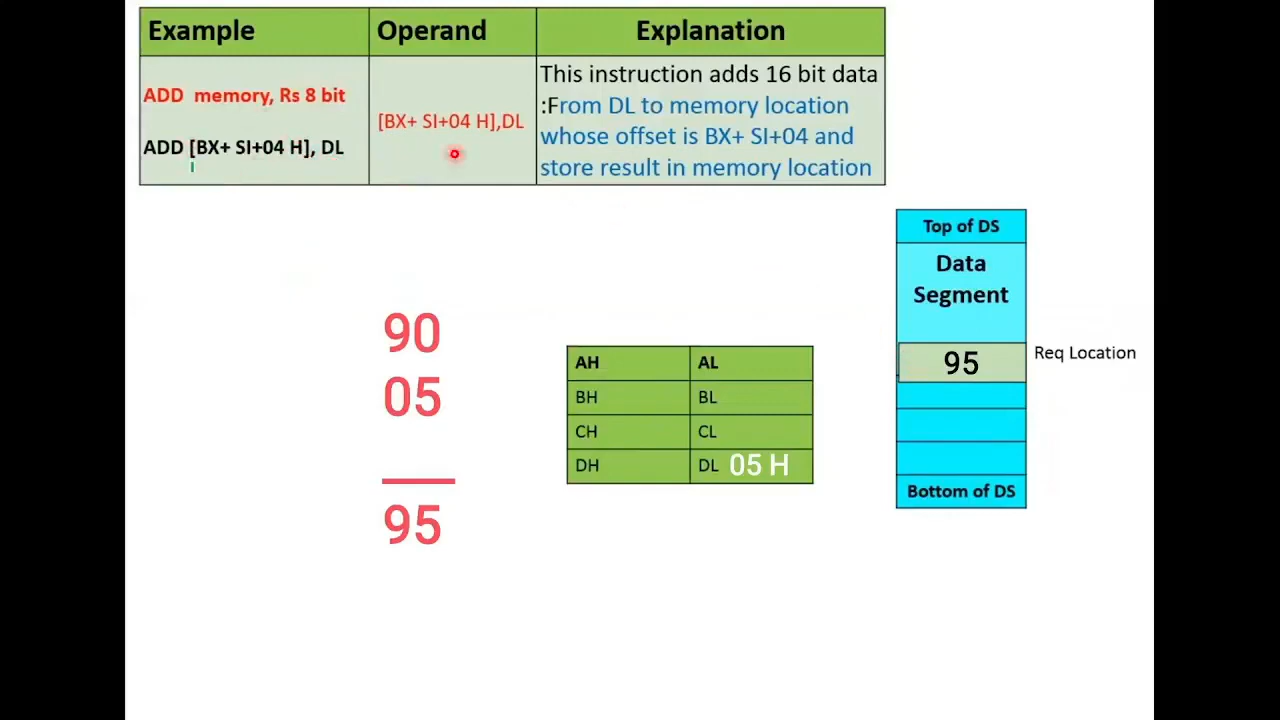 Example Operand Explanation
ADD memory, Rs 8 bit
ADD [BX+ SI+04 H], DL
[BX+ SI+04 H],DL
This instruction adds 16 bit data
:From DL to memory location
whose offset is BX+ SI+04 and
store result in memory location
Top of DS
Data
Segment
95
Req Location
Bottom of DS
90
05
95
AH AL
BH BL
CH CL
DH DL 05 H